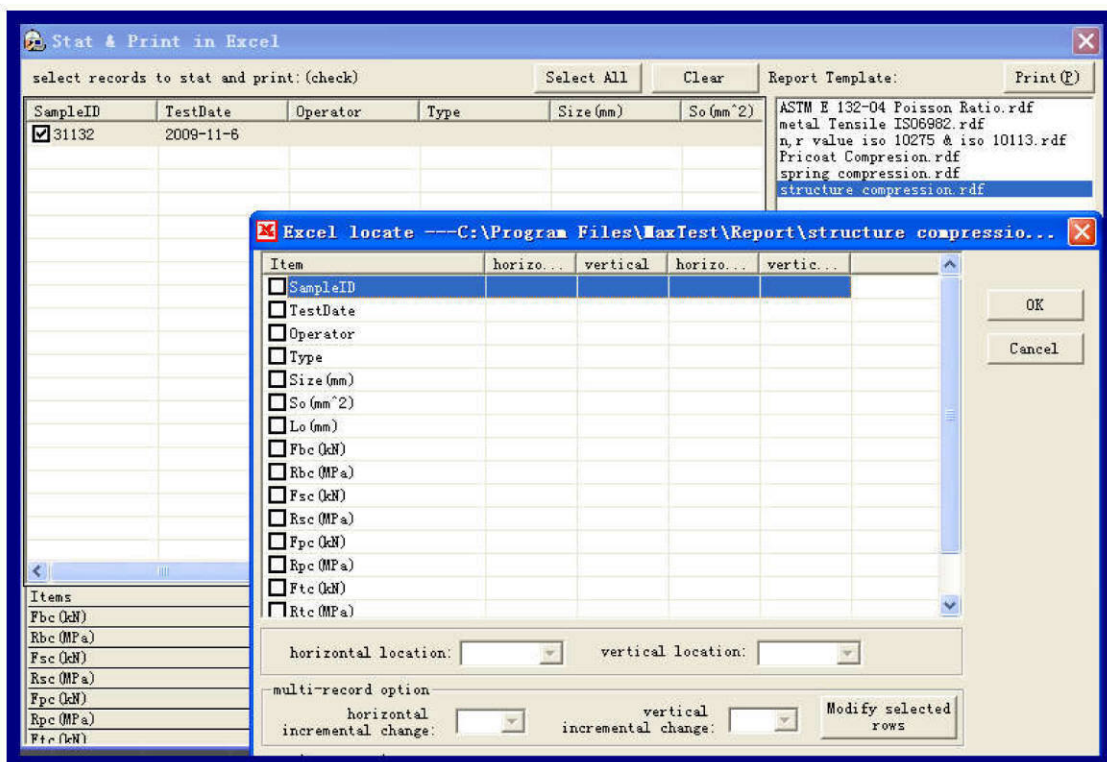 Stat & Print in Excel
select records to stat and print:(check) Select All Clear Report Template: Print(P)
SampleID TestDate Operator Type Size(mm) So(mm^2)
31132 2009-11-6
ASTM E 132-04 Poisson Ratio.rdf
metal Tensile ISO6982.rdf
n,r value iso 10275 & iso 10113.rdf
Pricoat Compresion.rdf
spring compression.rdf
structure compression.rdf
Excel locate ---C:\Program Files\MaxTest\Report\structure compressio...
Item horizo... vertical horizo... vertic...
SampleID
TestDate
Operator
Type
Size(mm)
So(mm^2)
Lo(mm)
Fbc(kN)
Rbc(MPa)
Fsc(kN)
Rsc(MPa)
Fpc(kN)
Rpc(MPa)
Ftc(kN)
Rtc(MPa)
OK
Cancel
horizontal location: vertical location:
multi-record option
horizontal incremental change: vertical incremental change: Modify selected rows
Items
Fbc(kN)
Rbc(MPa)
Fsc(kN)
Rsc(MPa)
Fpc(kN)
Rpc(MPa)
Ftc(kN)